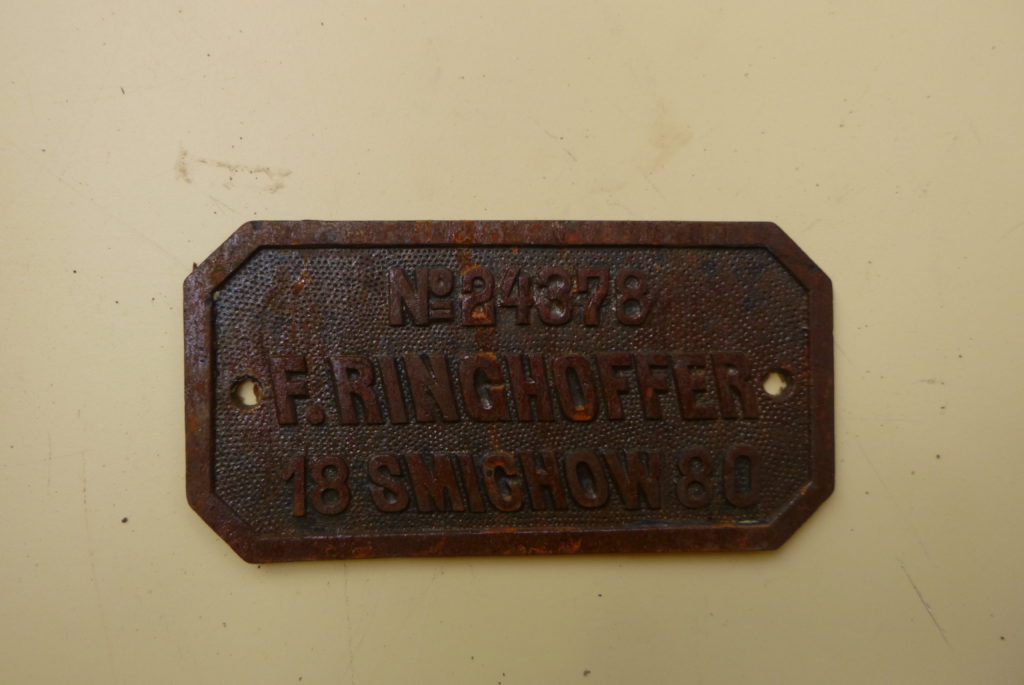 Nº 24378
F. RINGHOFFER
18 SMICHOW 80